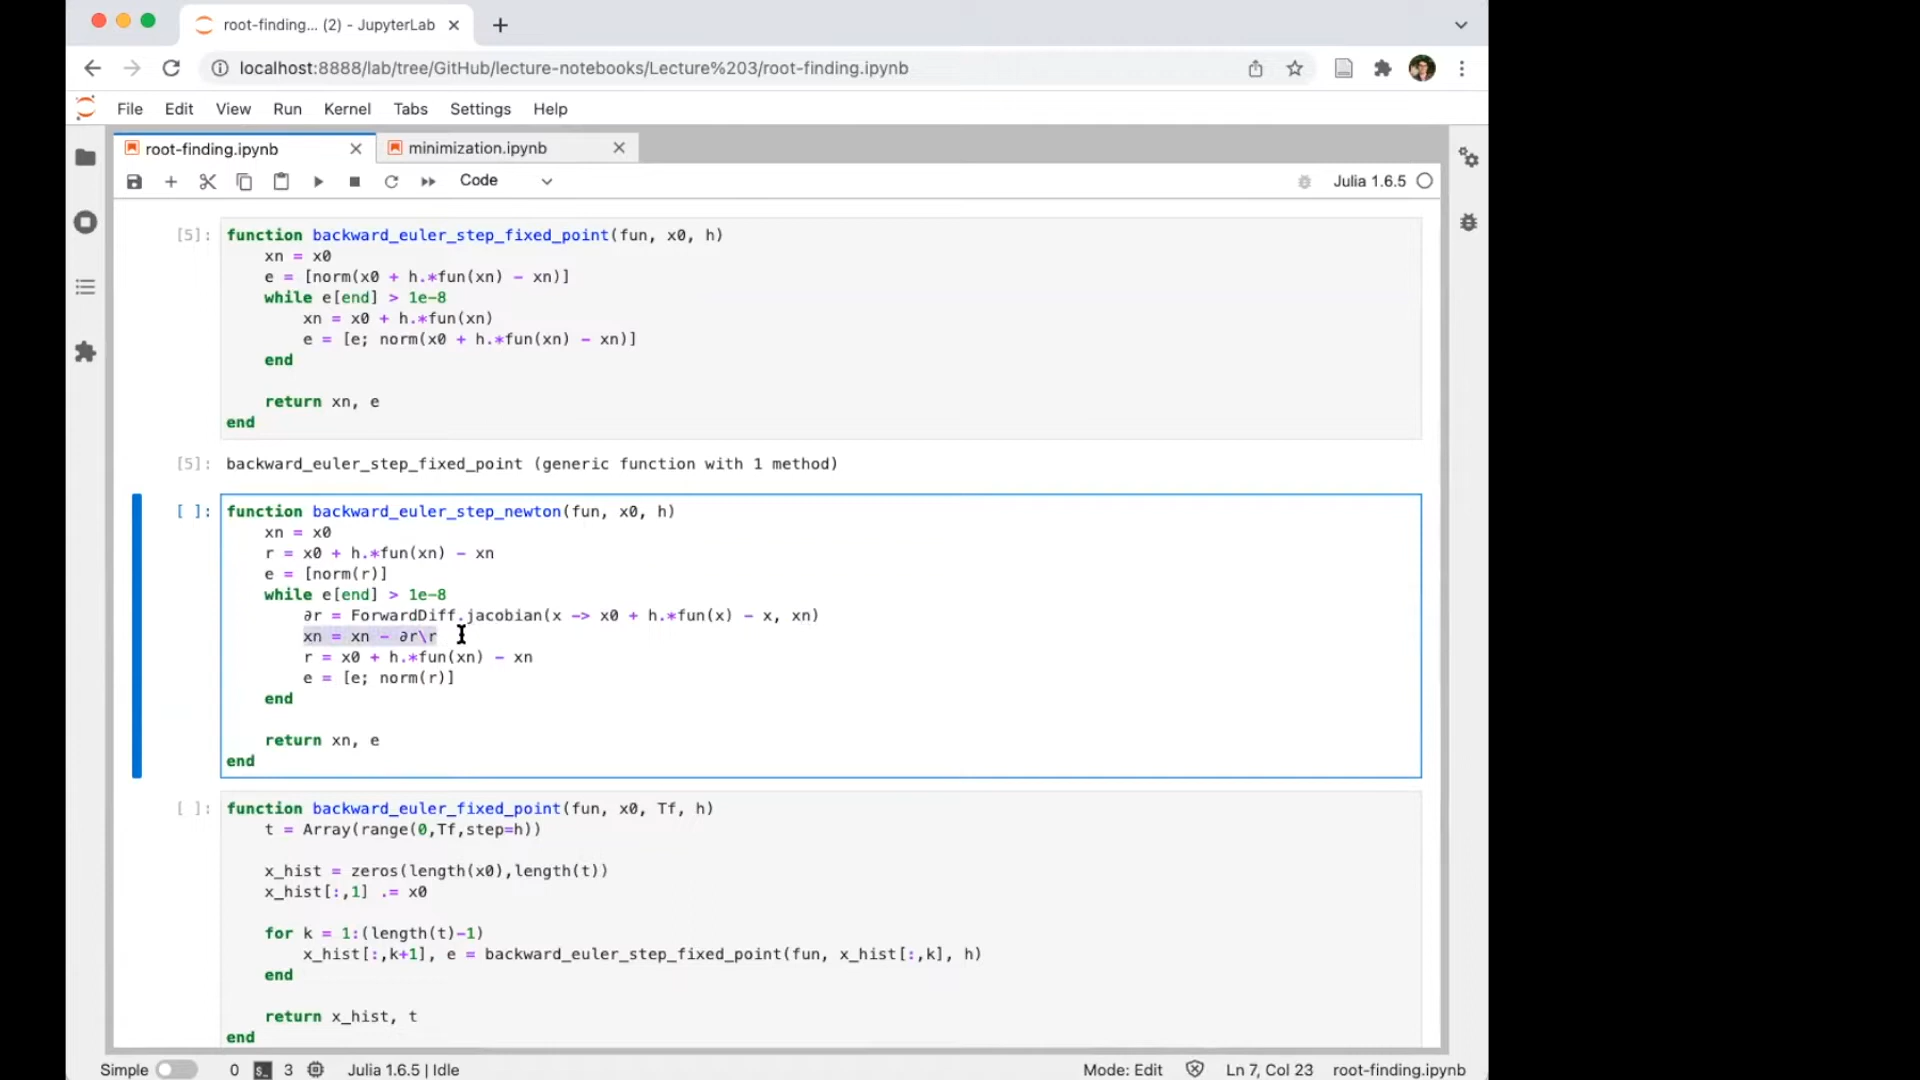 root-finding... (2) - JupyterLab
localhost:8888/lab/tree/GitHub/lecture-notebooks/Lecture%203/root-finding.ipynb
File Edit View Run Kernel Tabs Settings Help
root-finding.ipynb minimization.ipynb
Code Julia 1.6.5
[5]: function backward_euler_step_fixed_point(fun, x0, h)
xn = x0
e = [norm(x0 + h.*fun(xn) - xn)]
while e[end] > 1e-8
xn = x0 + h.*fun(xn)
e = [e; norm(x0 + h.*fun(xn) - xn)]
end
return xn, e
end
[5]: backward_euler_step_fixed_point (generic function with 1 method)
[ ]: function backward_euler_step_newton(fun, x0, h)
xn = x0
r = x0 + h.*fun(xn) - xn
e = [norm(r)]
while e[end] > 1e-8
∂r = ForwardDiff.jacobian(x -> x0 + h.*fun(x) - x, xn)
xn = xn - ∂r\r
r = x0 + h.*fun(xn) - xn
e = [e; norm(r)]
end
return xn, e
end
[ ]: function backward_euler_fixed_point(fun, x0, Tf, h)
t = Array(range(0,Tf,step=h))
x_hist = zeros(length(x0),length(t))
x_hist[:,1] .= x0
for k = 1:(length(t)-1)
x_hist[:,k+1], e = backward_euler_step_fixed_point(fun, x_hist[:,k], h)
end
return x_hist, t
end
Simple 0 $_ 3 Julia 1.6.5 | Idle Mode: Edit Ln 7, Col 23 root-finding.ipynb